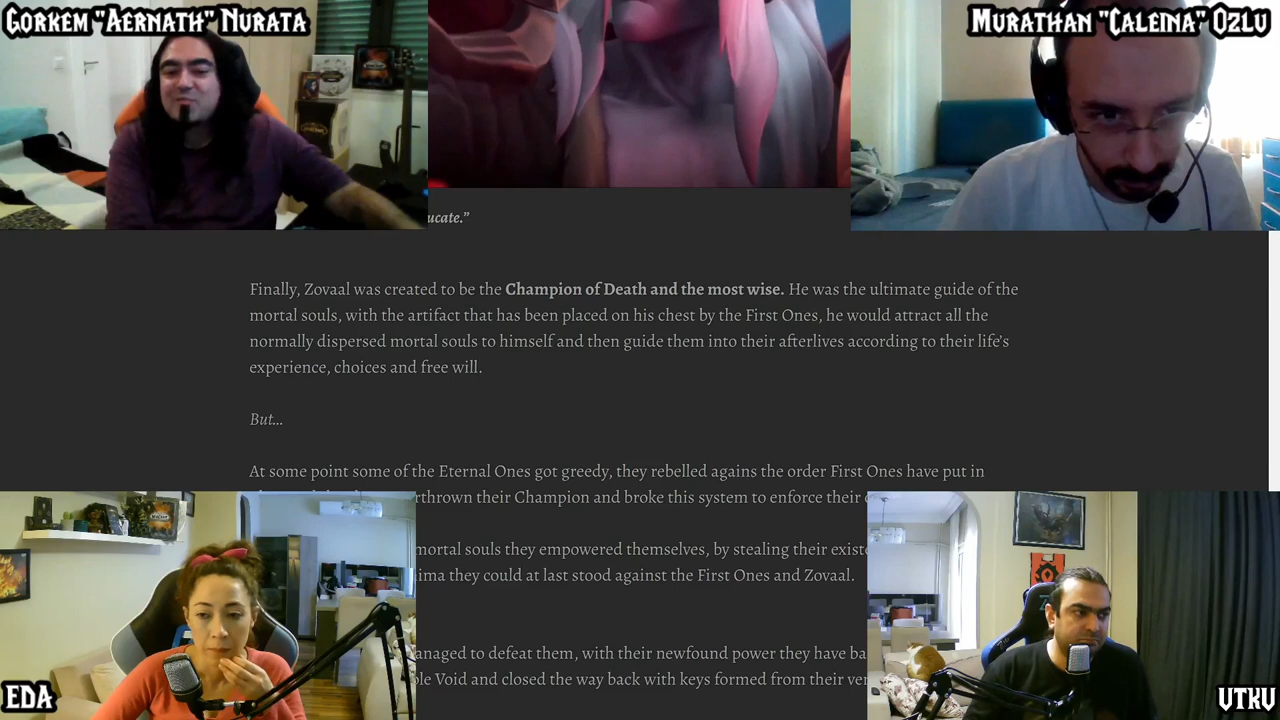 GORKEM "AERNATH" NURATA
MURATHAN "CALEINA" OZLU
ucate.”
Finally, Zovaal was created to be the Champion of Death and the most wise. He was the ultimate guide of the
mortal souls, with the artifact that has been placed on his chest by the First Ones, he would attract all the
normally dispersed mortal souls to himself and then guide them into their afterlives according to their life's
experience, choices and free will.
But...
At some point some of the Eternal Ones got greedy, they rebelled agains the order First Ones have put in
rthrown their Champion and broke this system to enforce their
mortal souls they empowered themselves, by stealing their existe
ima they could at last stood against the First Ones and Zovaal.
anaged to defeat them, with their newfound power they have ba
le Void and closed the way back with keys formed from their ver
EDA
UTKU